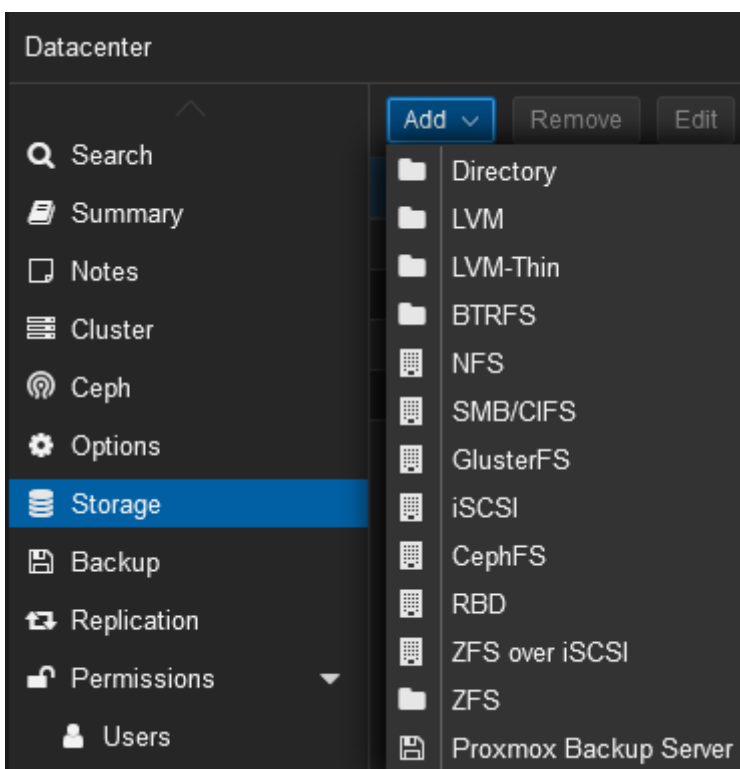 Datacenter
Search
Summary
Notes
Cluster
Ceph
Options
Storage
Backup
Replication
Permissions
Users
Add
Remove
Edit
Directory
LVM
LVM-Thin
BTRFS
NFS
SMB/CIFS
GlusterFS
iSCSI
CephFS
RBD
ZFS over iSCSI
ZFS
Proxmox Backup Server